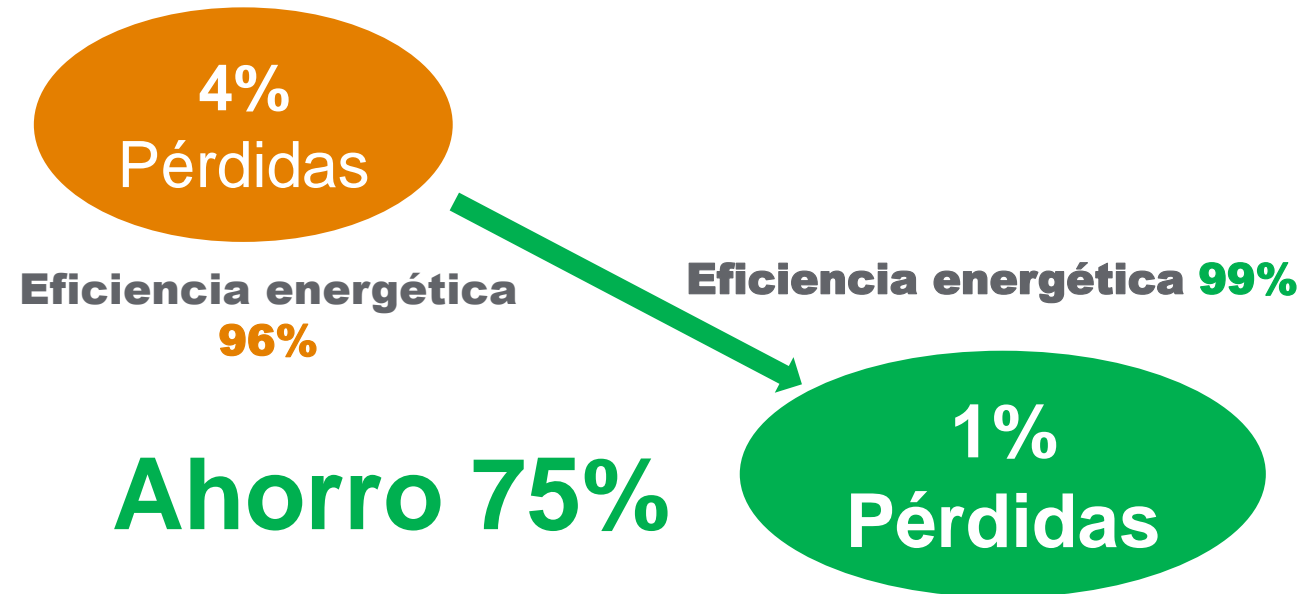 4%
Pérdidas
Eficiencia energética
96%
Eficiencia energética 99%
Ahorro 75%
1%
Pérdidas